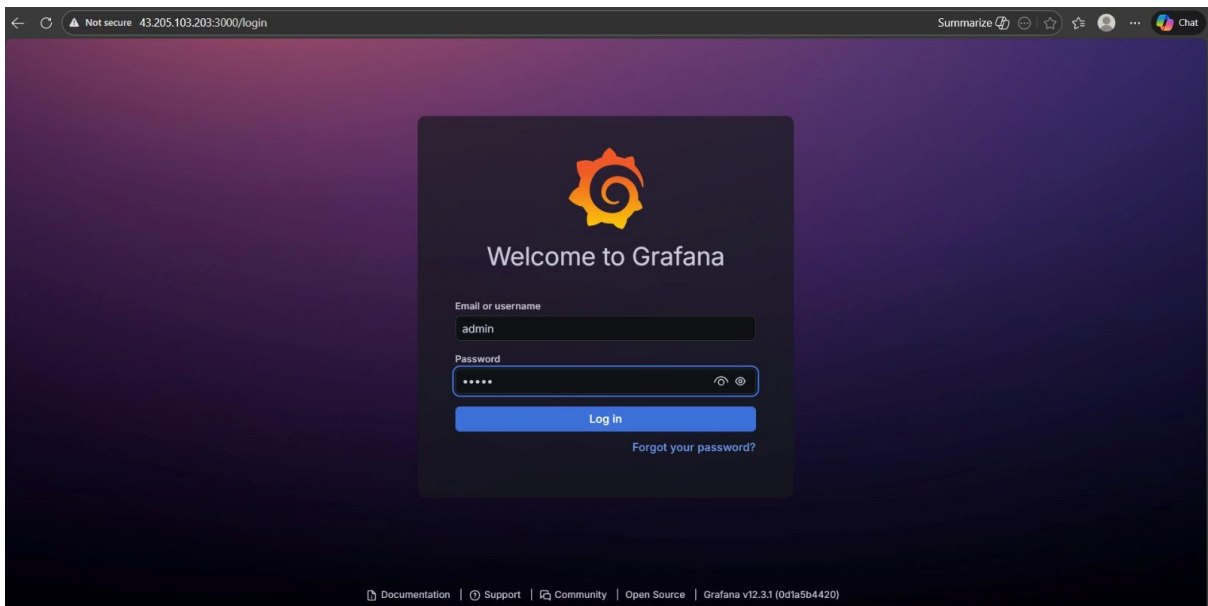 Not secure 43.205.103.203:3000/login Summarize Chat
Welcome to Grafana
Email or username
admin
Password
•••••
Log in
Forgot your password?
Documentation | Support | Community | Open Source | Grafana v12.3.1 (0d1a5b4420)